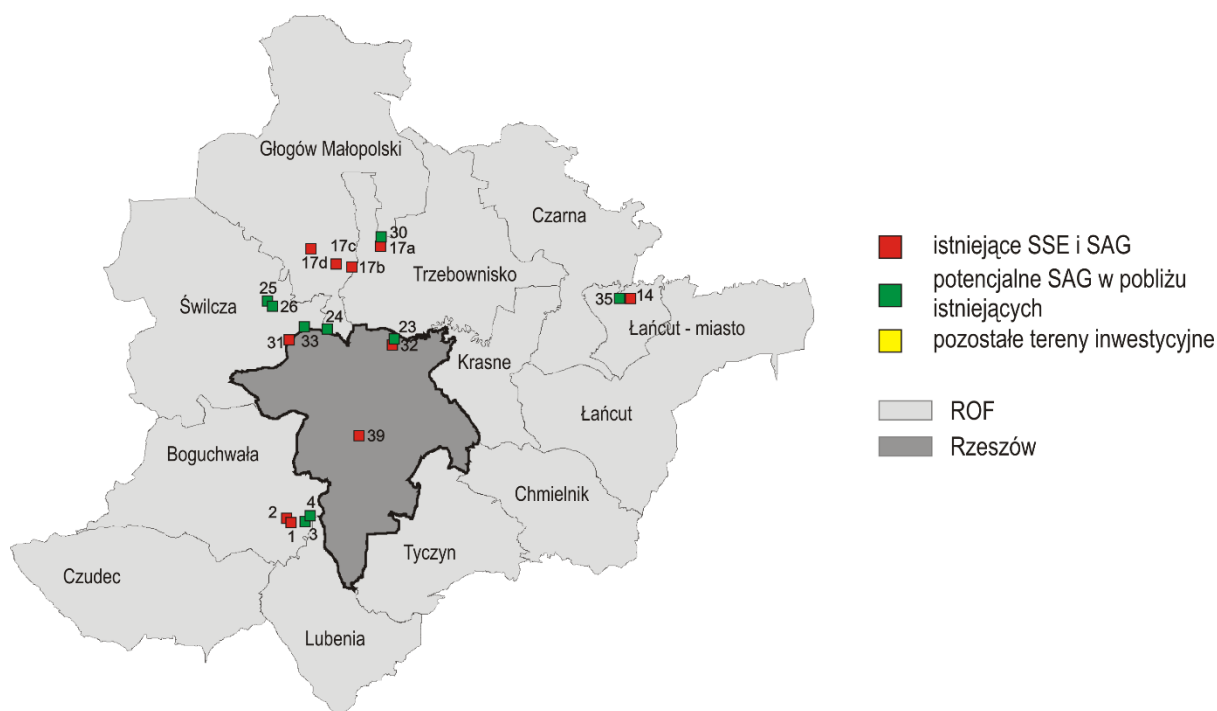 Głogów Małopolski
Czarna
30
17c
17a
17d
17b
Trzebownisko
25
26
Świlcza
35
14
Łańcut - miasto
24
23
31
33
32
Krasne
Łańcut
39
Boguchwała
Chmielnik
2
4
1
3
Tyczyn
Czudec
Lubenia
istniejące SSE i SAG
potencjalne SAG w pobliżu
istniejących
pozostałe tereny inwestycyjne
ROF
Rzeszów